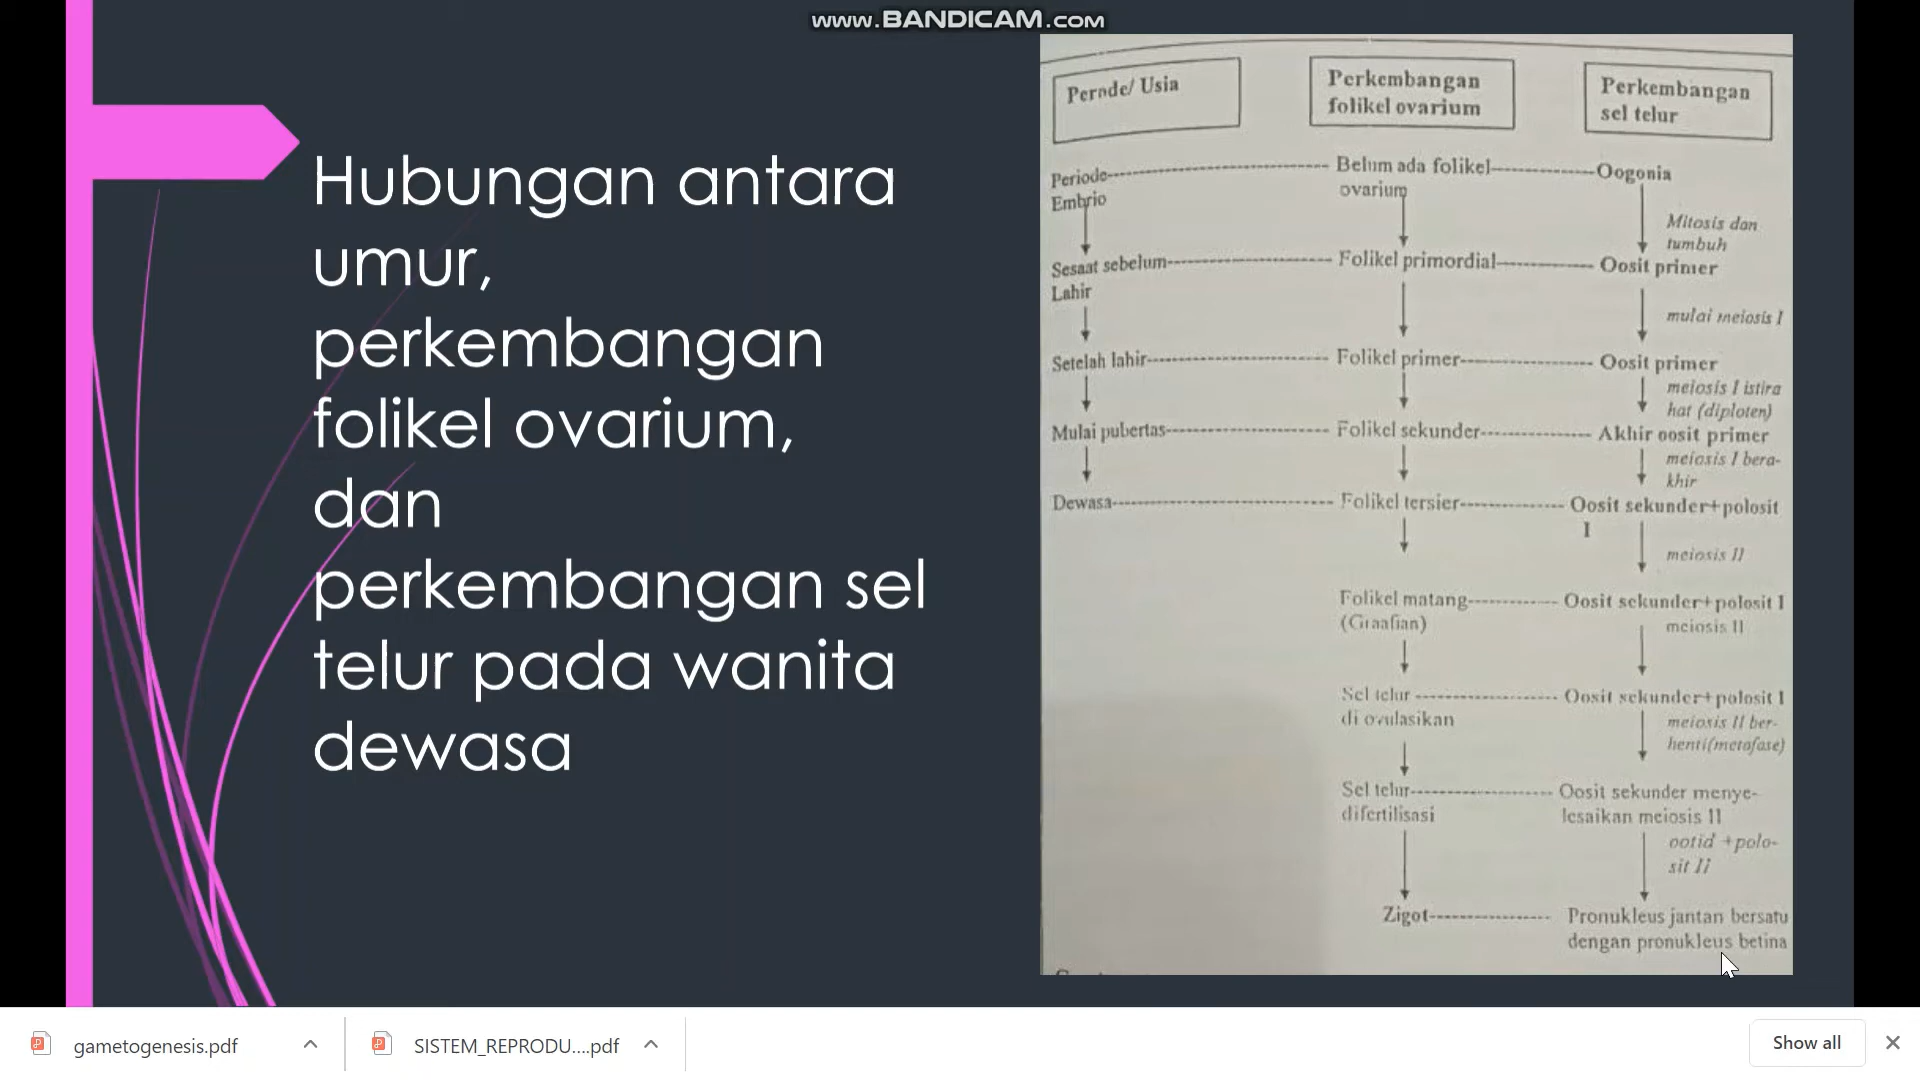 www.BANDICAM.com
Hubungan antara
umur,
perkembangan
folikel ovarium,
dan
perkembangan sel
telur pada wanita
dewasa
Perode/ Usia
Perkembangan
folikel ovarium
Perkembangan
sel telur
Periode
Embrio
Belum ada folikel
ovarium
Oogonia
Mitosis dan
tumbuh
Sesaat sebelum
Lahir
Folikel primordial
Oosit primer
mulai meiosis I
Setelah lahir
Folikel primer
Oosit primer
meiosis I istira
hat (diploten)
Mulai pubertas
Folikel sekunder
Akhir oosit primer
meiosis I bera-
khir
Dewasa
Folikel tersier
Oosit sekunder+polosit
I
meiosis II
Folikel matang
(Graafian)
Oosit sekunder+polosit I
meiosis II
Sel telur
di ovulasikan
Oosit sekunder+polosit I
meiosis II ber-
henti(metafase)
Sel telur
difertilisasi
Oosit sekunder menye-
lesaikan meiosis II
ootid +polo-
sit II
Zigot
Pronukleus jantan bersatu
dengan pronukleus betina
gametogenesis.pdf
SISTEM_REPRODU....pdf
Show all